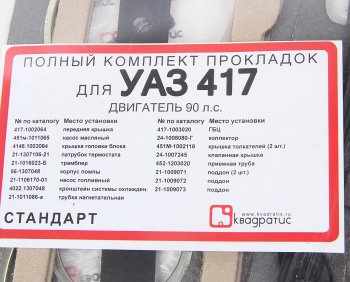 ПОЛНЫЙ КОМПЛЕКТ ПРОКЛАДОК
ДЛЯ УАЗ 417
ДВИГАТЕЛЬ 90 л.с.
№ по каталогу Место установки
417-1002064 передняя крышка
451м-1011065 насос масляный
4146.1003084 крышка головки блока
21-1307106-21 патрубок термостата
21-1016023-Б трамблер
56-1307048 корпус помпы
21-1106170-01 насос топливный
4022.1307048 кронштейн системы охлажден.
21-1011086-а трубка нагнетательная
№ по каталогу Место установки
417-1003020 ГБЦ
24-1008080-Г коллектор
451М-1002116 крышка толкателей (2 шт.)
24-1007245 клапанная крышка
452-1203020 приемная труба
21-1009071 поддон (2 шт.)
21-1009072 поддон
21-1009073 поддон
СТАНДАРТ
www.kvadratis.ru
квадратис